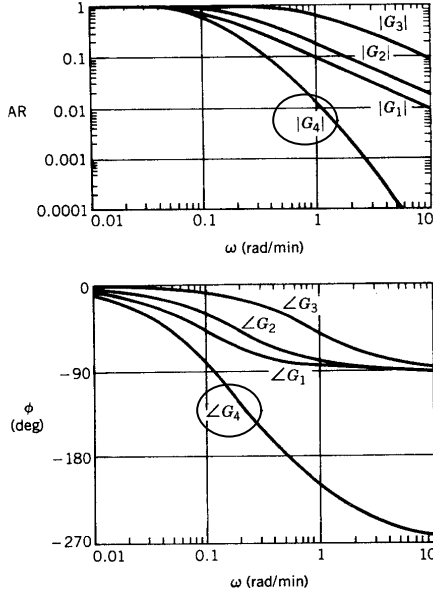 1
|G₃|
|G₂|
0.1
AR
|G₁|
0.01
|G₄|
0.001
0.0001
0.01
0.1
1
10
ω (rad/min)
0
∠G₃
∠G₂
-90
∠G₁
ϕ
(deg)
∠G₄
-180
-270
0.01
0.1
1
10
ω (rad/min)